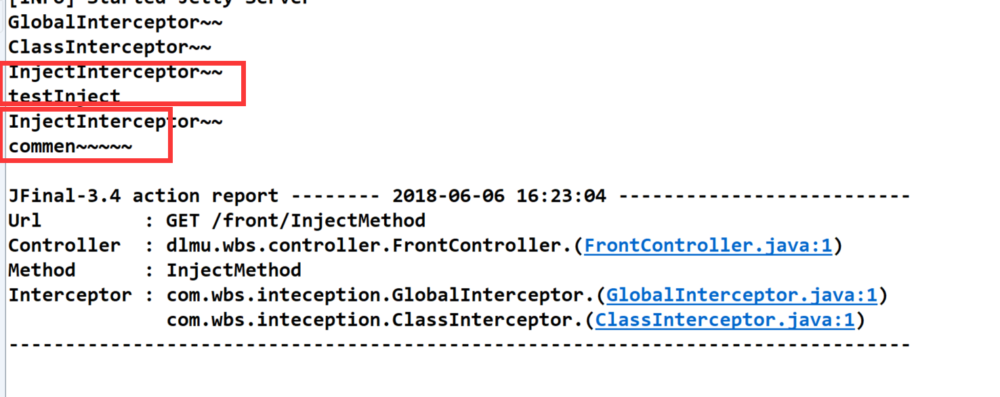 [INFO] Started Jetty Server
GlobalInterceptor~~
ClassInterceptor~~
InjectInterceptor~~
testInject
InjectInterceptor~~
commen~~~~~
JFinal-3.4 action report -------- 2018-06-06 16:23:04 --------------------------
Url : GET /front/InjectMethod
Controller : dlmu.wbs.controller.FrontController.(FrontController.java:1)
Method : InjectMethod
Interceptor : com.wbs.inteception.GlobalInterceptor.(GlobalInterceptor.java:1)
com.wbs.inteception.ClassInterceptor.(ClassInterceptor.java:1)
--------------------------------------------------------------------------------